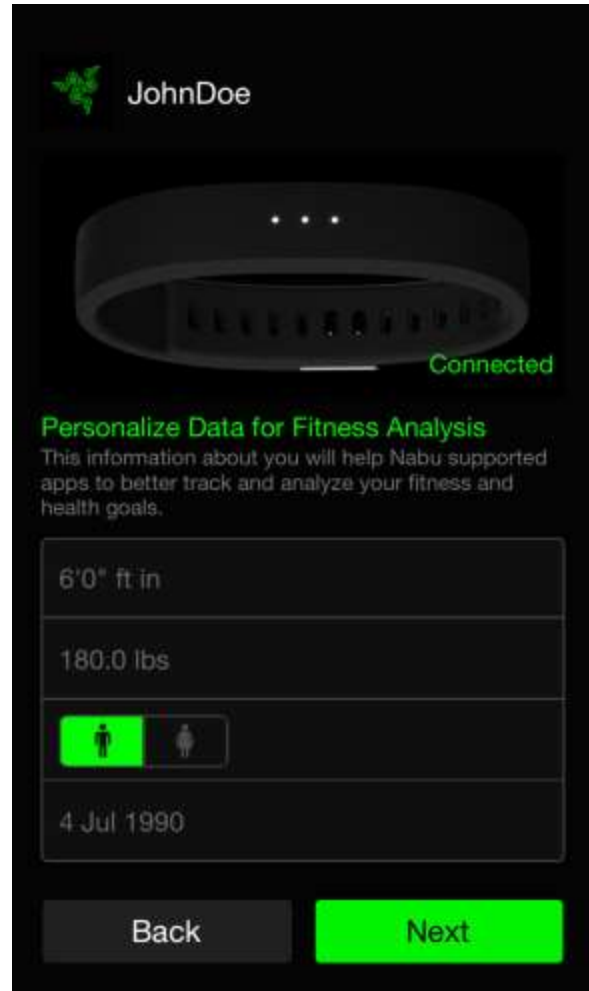 JohnDoe
Connected
Personalize Data for Fitness Analysis
This information about you will help Nabu supported
apps to better track and analyze your fitness and
health goals.
6'0" ft in
180.0 lbs
4 Jul 1990
Back
Next